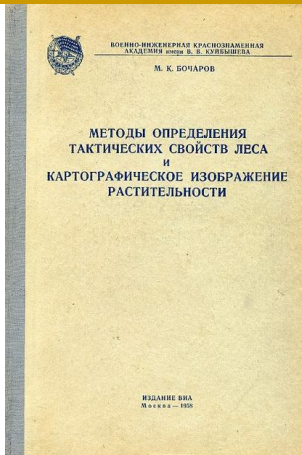 ВОЕННО-ИНЖЕНЕРНАЯ КРАСНОЗНАМЕННАЯ
АКАДЕМИЯ имени В. В. КУЙБЫШЕВА
М. К. БОЧАРОВ
МЕТОДЫ ОПРЕДЕЛЕНИЯ
ТАКТИЧЕСКИХ СВОЙСТВ ЛЕСА
И
КАРТОГРАФИЧЕСКОЕ ИЗОБРАЖЕНИЕ
РАСТИТЕЛЬНОСТИ
ИЗДАНИЕ ВИА
Москва — 1958